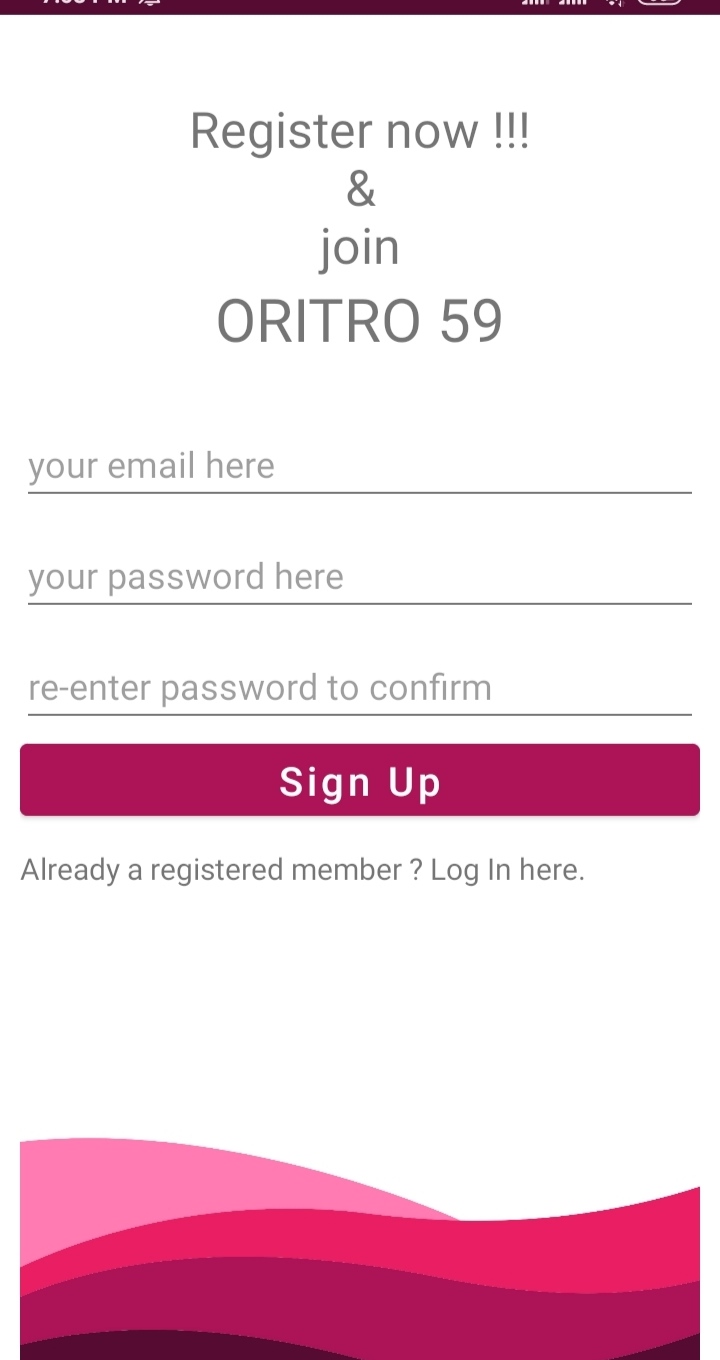 Register now !!!
&
join
ORITRO 59
your email here
your password here
re-enter password to confirm
Sign Up
Already a registered member ? Log In here.